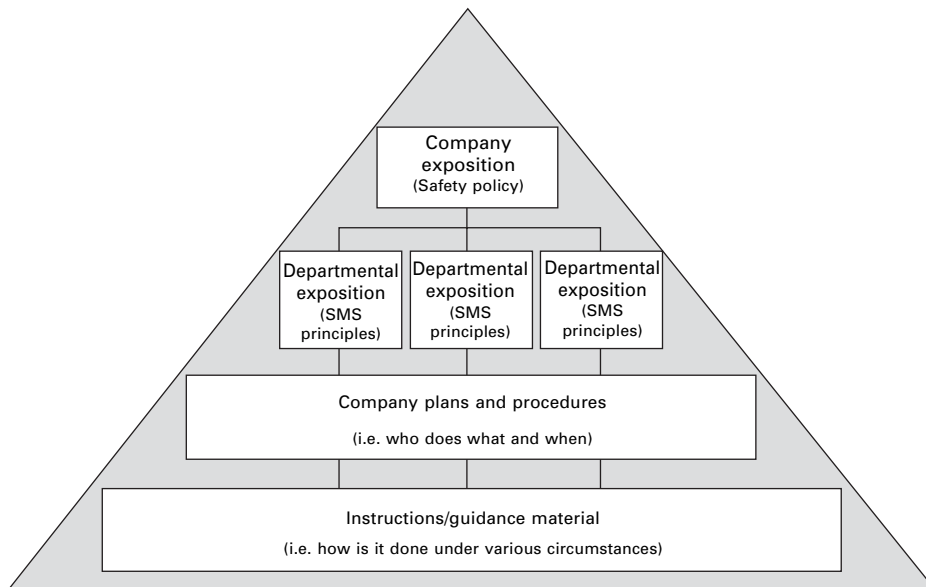 Company
exposition
(Safety policy)
Departmental
exposition
(SMS
principles)
Departmental
exposition
(SMS
principles)
Departmental
exposition
(SMS
principles)
Company plans and procedures
(i.e. who does what and when)
Instructions/guidance material
(i.e. how is it done under various circumstances)